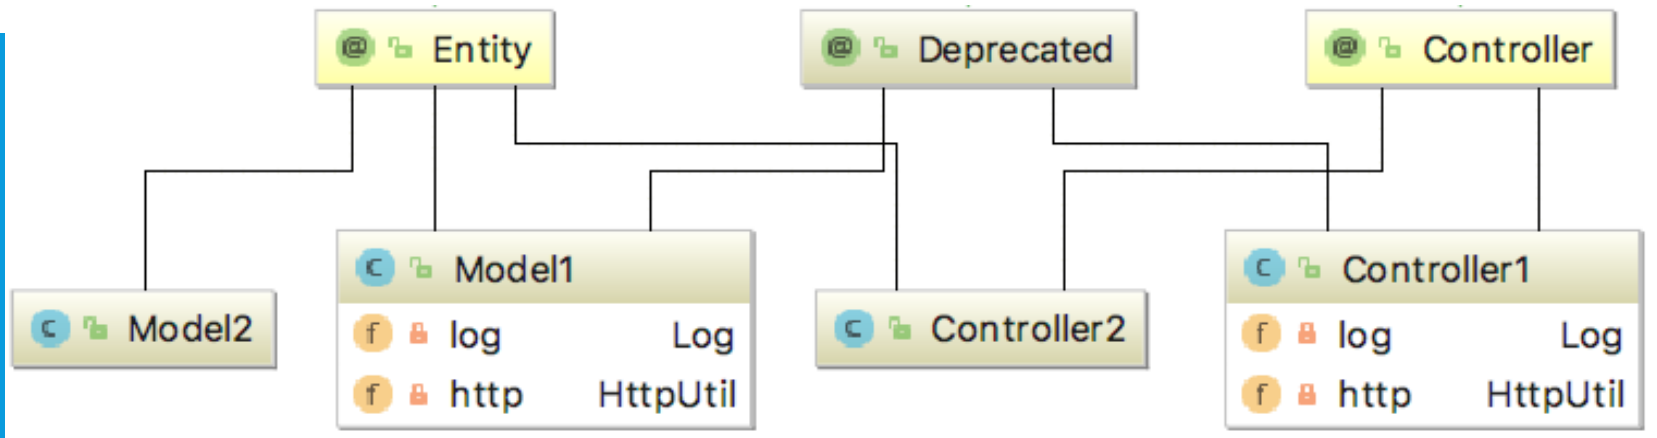 @ Entity
@ Deprecated
@ Controller
C Model2
C Model1
f log Log
f http HttpUtil
C Controller2
C Controller1
f log Log
f http HttpUtil